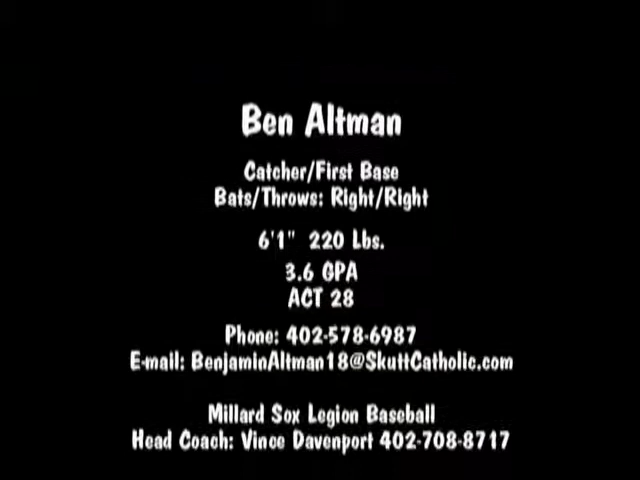 Ben Altman
Catcher/First Base
Bats/Throws: Right/Right
6'1" 220 Lbs.
3.6 GPA
ACT 28
Phone: 402-578-6987
E-mail: BenjaminAltman18@SkuttCatholic.com
Millard Sox Legion Baseball
Head Coach: Vince Davenport 402-708-8717